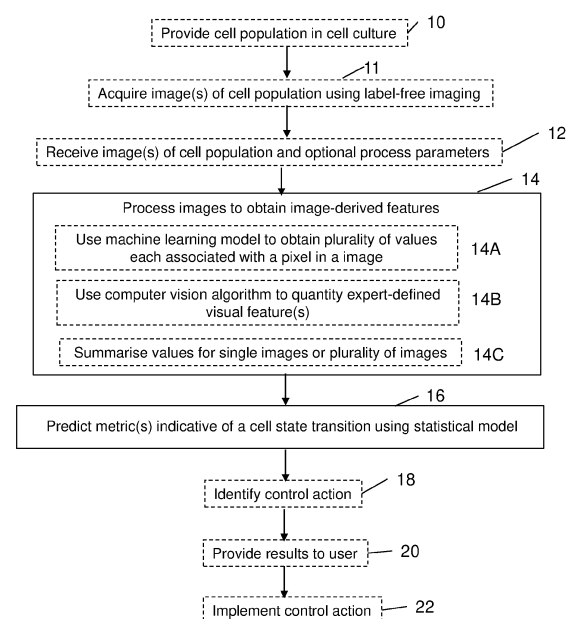 Provide cell population in cell culture
10
11
Acquire image(s) of cell population using label-free imaging
12
Receive image(s) of cell population and optional process parameters
14
Process images to obtain image-derived features
Use machine learning model to obtain plurality of values
each associated with a pixel in a image
14A
Use computer vision algorithm to quantity expert-defined
visual feature(s)
14B
Summarise values for single images or plurality of images
14C
16
Predict metric(s) indicative of a cell state transition using statistical model
Identify control action
18
Provide results to user
20
Implement control action
22